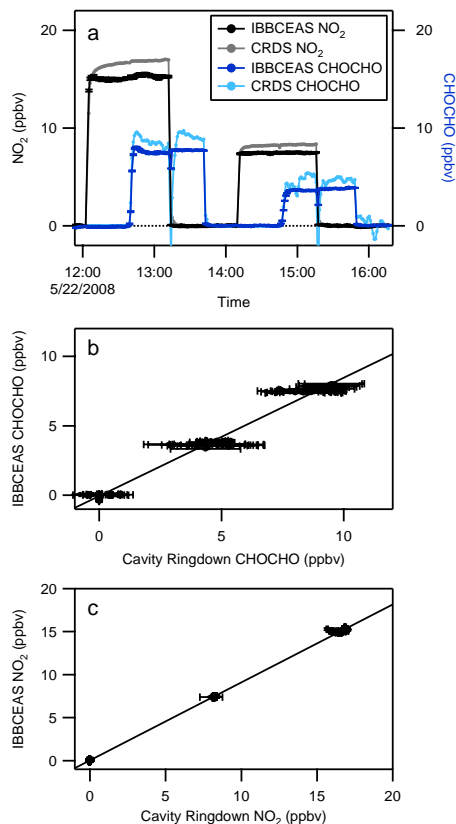 a
IBBCEAS NO2
CRDS NO2
IBBCEAS CHOCHO
CRDS CHOCHO
20
10
0
NO2 (ppbv)
20
10
0
CHOCHO (ppbv)
12:00 13:00 14:00 15:00 16:00
5/22/2008
Time
b
10
5
0
IBBCEAS CHOCHO (ppbv)
0 5 10
Cavity Ringdown CHOCHO (ppbv)
c
20
15
10
5
0
IBBCEAS NO2 (ppbv)
0 5 10 15 20
Cavity Ringdown NO2 (ppbv)